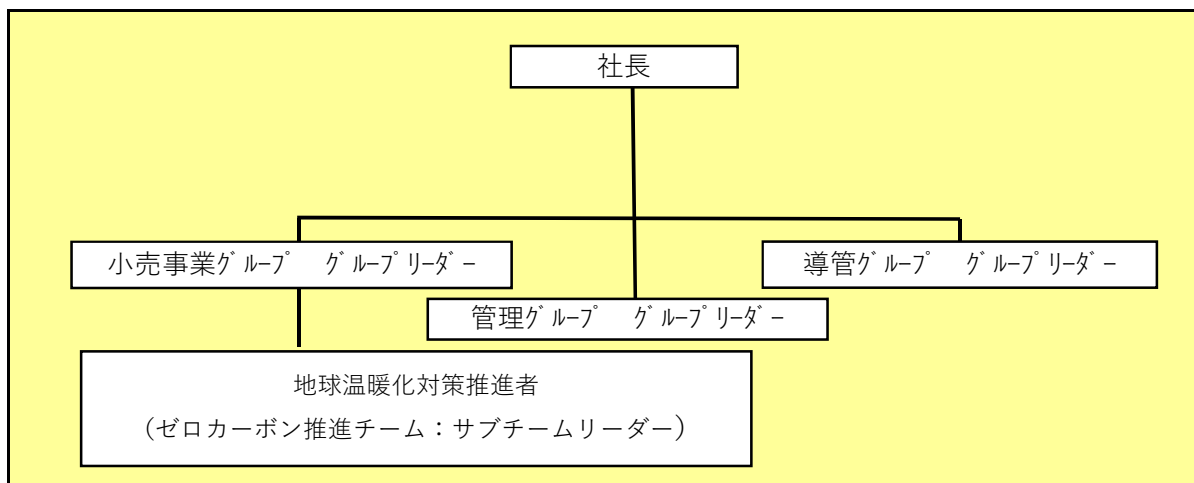 社長
小売事業ｸﾞﾙｰﾌﾟ　ｸﾞﾙｰﾌﾟﾘｰﾀﾞｰ
導管ｸﾞﾙｰﾌﾟ　ｸﾞﾙｰﾌﾟﾘｰﾀﾞｰ
管理ｸﾞﾙｰﾌﾟ　ｸﾞﾙｰﾌﾟﾘｰﾀﾞｰ
地球温暖化対策推進者
（ゼロカーボン推進チーム：サブチームリーダー）